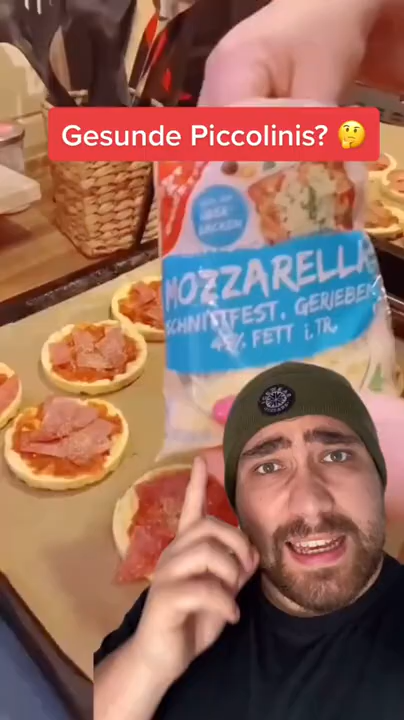 Gesunde Piccolinis? 🤔
MOZZARELLA
SCHNITTFEST, GERIEBEN
45% FETT i.TR.